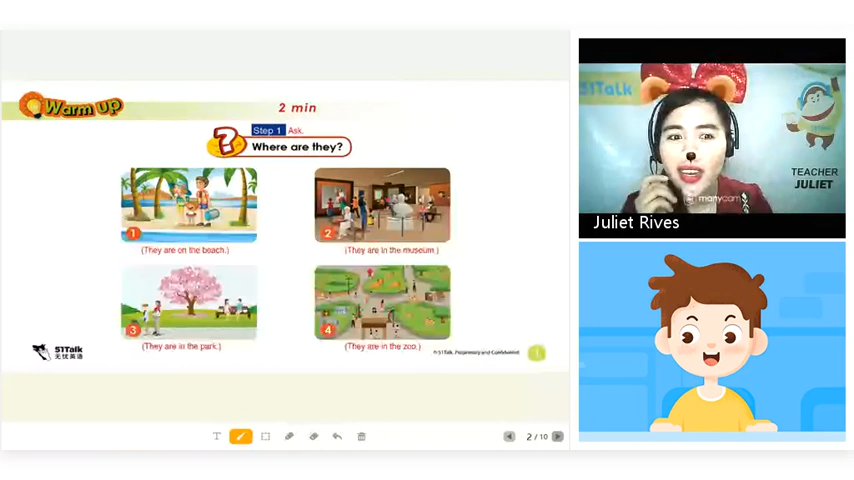 Warm up
2 min
Step 1 Ask.
?
Where are they?
1
2
(They are on the beach.)
(They are in the museum.)
3
4
(They are in the park.)
(They are in the zoo.)
51Talk
无忧英语
©51Talk. Proprietary and Confidential
1
T
2 / 10
51Talk
TEACHER
JULIET
manycam
Juliet Rives